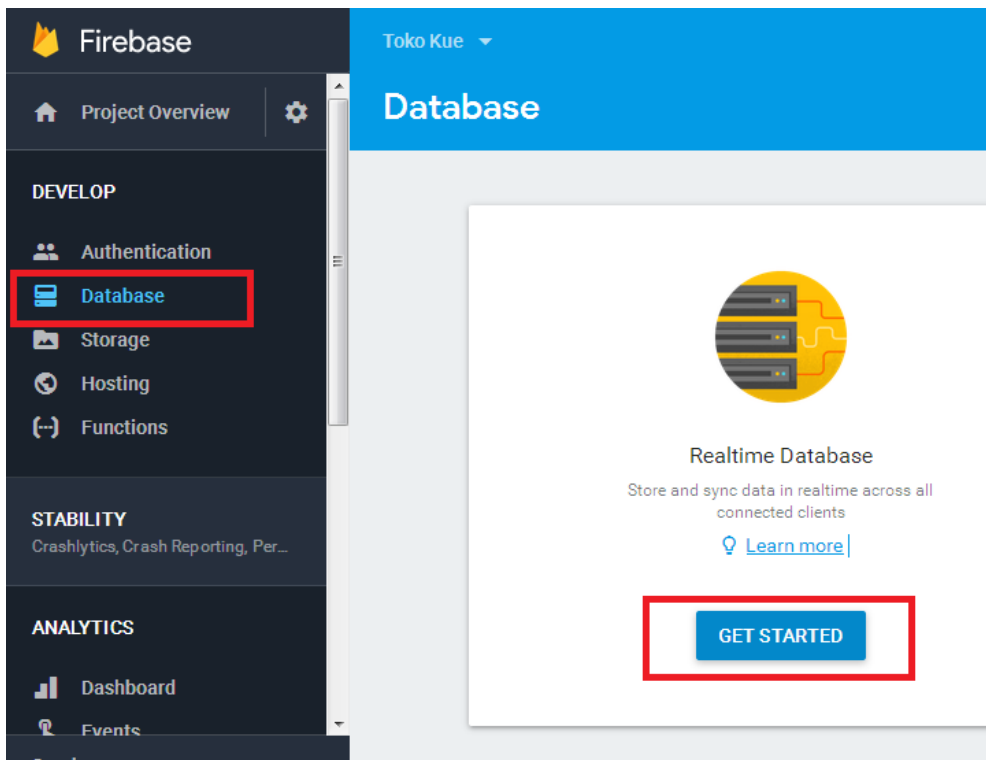 Firebase
Project Overview
DEVELOP
Authentication
Database
Storage
Hosting
Functions
STABILITY
Crashlytics, Crash Reporting, Per...
ANALYTICS
Dashboard
Events
Toko Kue
Database
Realtime Database
Store and sync data in realtime across all
connected clients
Learn more
GET STARTED